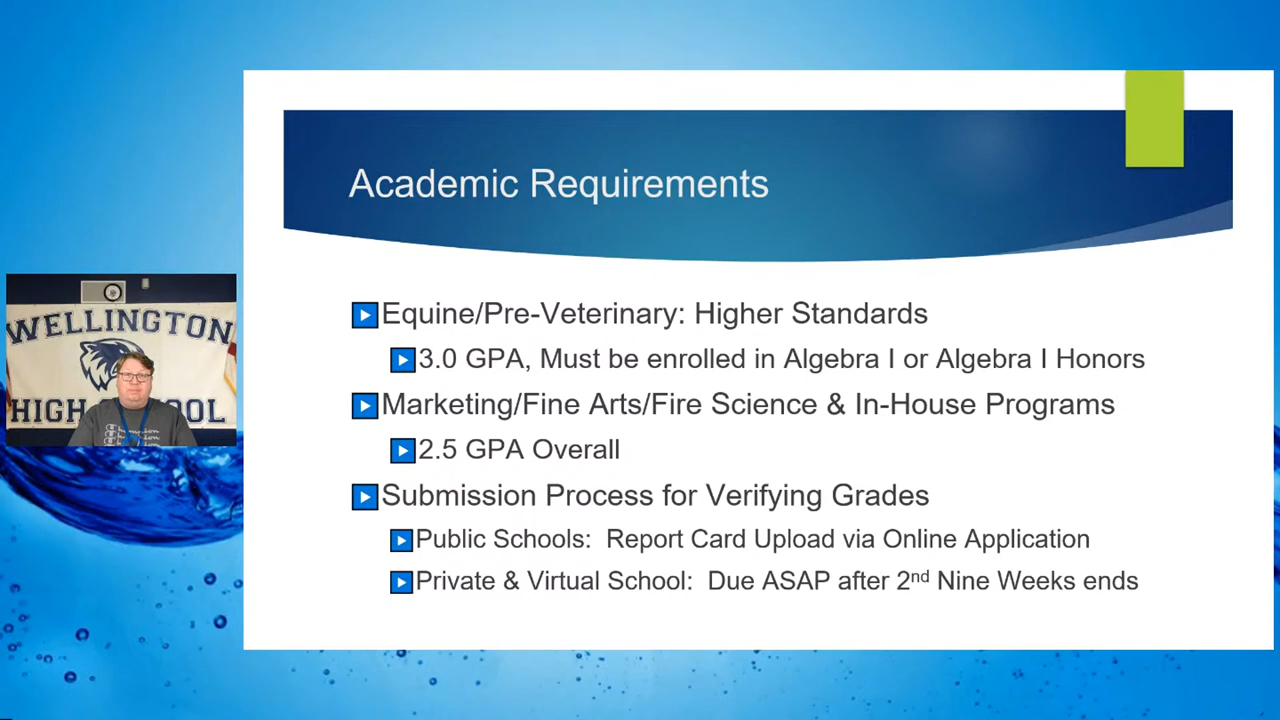 Academic Requirements
Equine/Pre-Veterinary: Higher Standards
3.0 GPA, Must be enrolled in Algebra I or Algebra I Honors
Marketing/Fine Arts/Fire Science & In-House Programs
2.5 GPA Overall
Submission Process for Verifying Grades
Public Schools: Report Card Upload via Online Application
Private & Virtual School: Due ASAP after 2nd Nine Weeks ends
WELLINGTON
HIGH SCHOOL
Champion